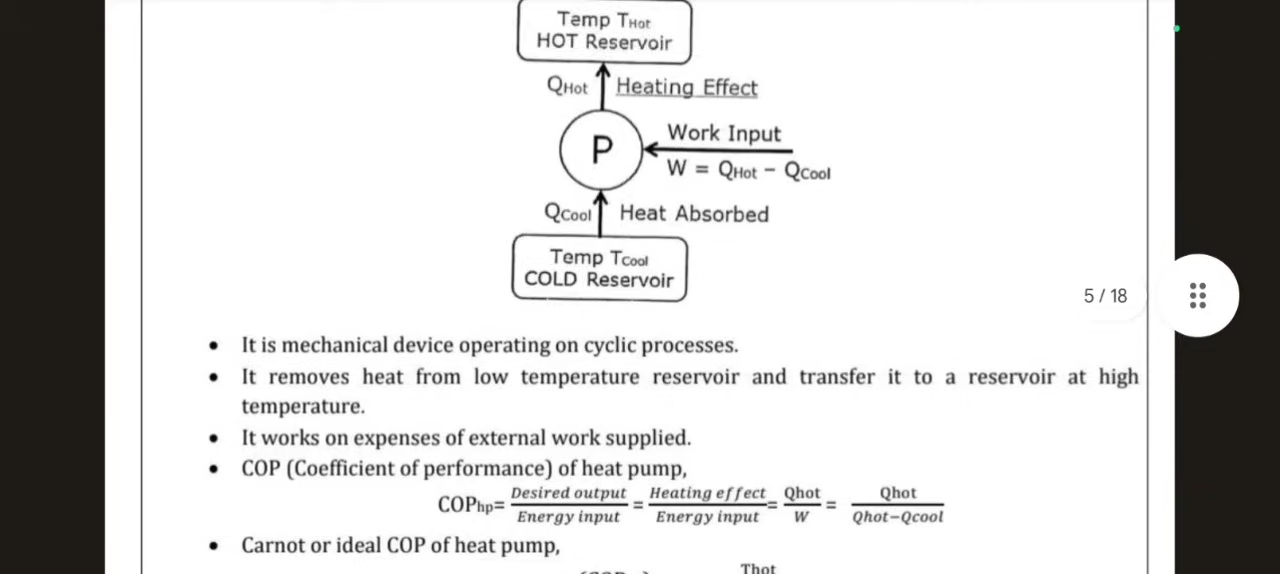 Temp THot
HOT Reservoir
QHot Heating Effect
Work Input
P
W = QHot − QCool
QCool Heat Absorbed
Temp TCool
COLD Reservoir
5 / 18
• It is mechanical device operating on cyclic processes.
• It removes heat from low temperature reservoir and transfer it to a reservoir at high
temperature.
• It works on expenses of external work supplied.
• COP (Coefficient of performance) of heat pump,
COPhp= Desired output / Energy input = Heating effect / Energy input = Qhot / W = Qhot / Qhot−Qcool
• Carnot or ideal COP of heat pump,
Thot